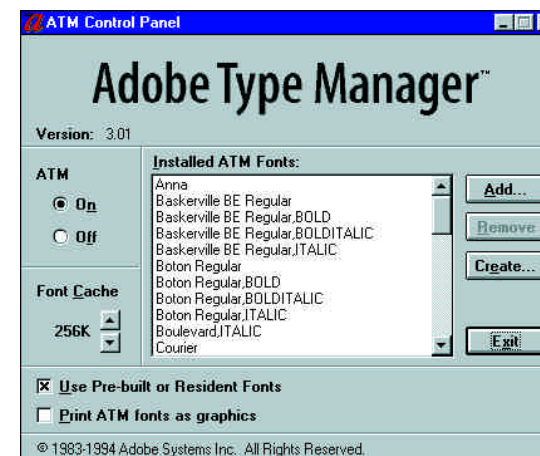 ATM Control Panel
Adobe Type Manager™
Version: 3.01
ATM
On
Off
Font Cache
256K
Installed ATM Fonts:
Anna
Baskerville BE Regular
Baskerville BE Regular,BOLD
Baskerville BE Regular,BOLDITALIC
Baskerville BE Regular,ITALIC
Boton Regular
Boton Regular,BOLD
Boton Regular,BOLDITALIC
Boton Regular,ITALIC
Boulevard,ITALIC
Courier
Add...
Remove
Create...
Exit
Use Pre-built or Resident Fonts
Print ATM fonts as graphics
© 1983-1994 Adobe Systems Inc. All Rights Reserved.